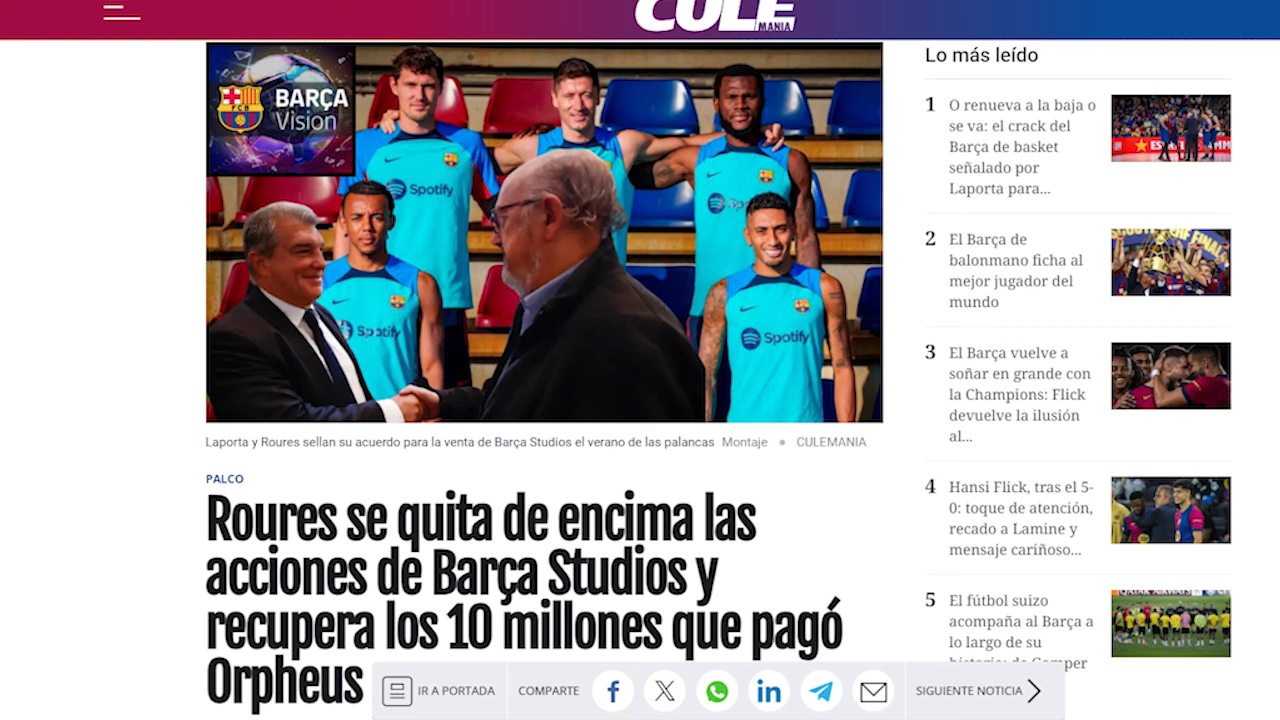 CULE
MANIA
BARÇA
Vision
Spotify
Spotify
Spotify
Laporta y Roures sellan su acuerdo para la venta de Barça Studios el verano de las palancas Montaje • CULEMANIA
PALCO
Roures se quita de encima las
acciones de Barça Studios y
recupera los 10 millones que pagó
Orpheus
IR A PORTADA
COMPARTE
SIGUIENTE NOTICIA
Lo más leído
1 O renueva a la baja o
se va: el crack del
Barça de basket
señalado por
Laporta para...
2 El Barça de
balonmano ficha al
mejor jugador del
mundo
3 El Barça vuelve a
soñar en grande con
la Champions: Flick
devuelve la ilusión
al...
4 Hansi Flick, tras el 5-
0: toque de atención,
recado a Lamine y
mensaje cariñoso...
5 El fútbol suizo
acompaña al Barça a
lo largo de su
historia: de Gamper